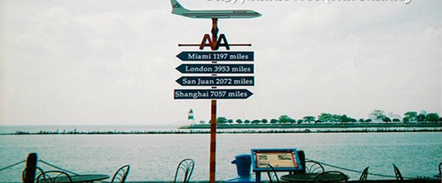 AA
Miami 1197 miles
London 3953 miles
San Juan 2072 miles
Shanghai 7057 miles